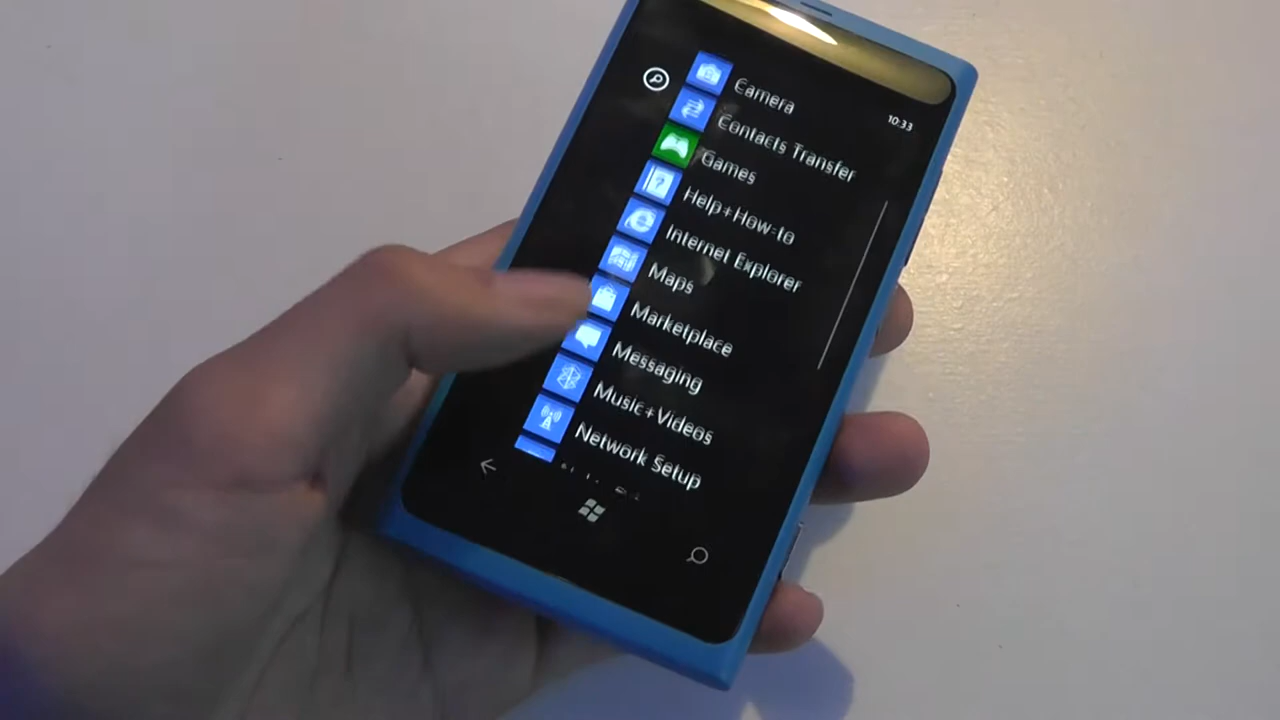 10:33
Camera
Contacts Transfer
Games
Help+How-to
Internet Explorer
Maps
Marketplace
Messaging
Music+Videos
Network Setup